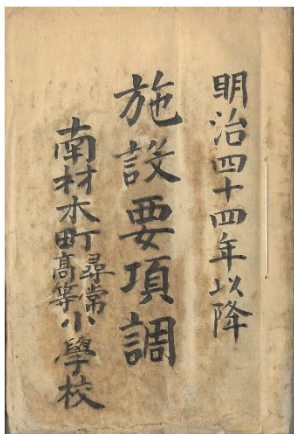 明治四十四年以降
施設要項調
南材木町尋常高等小學校